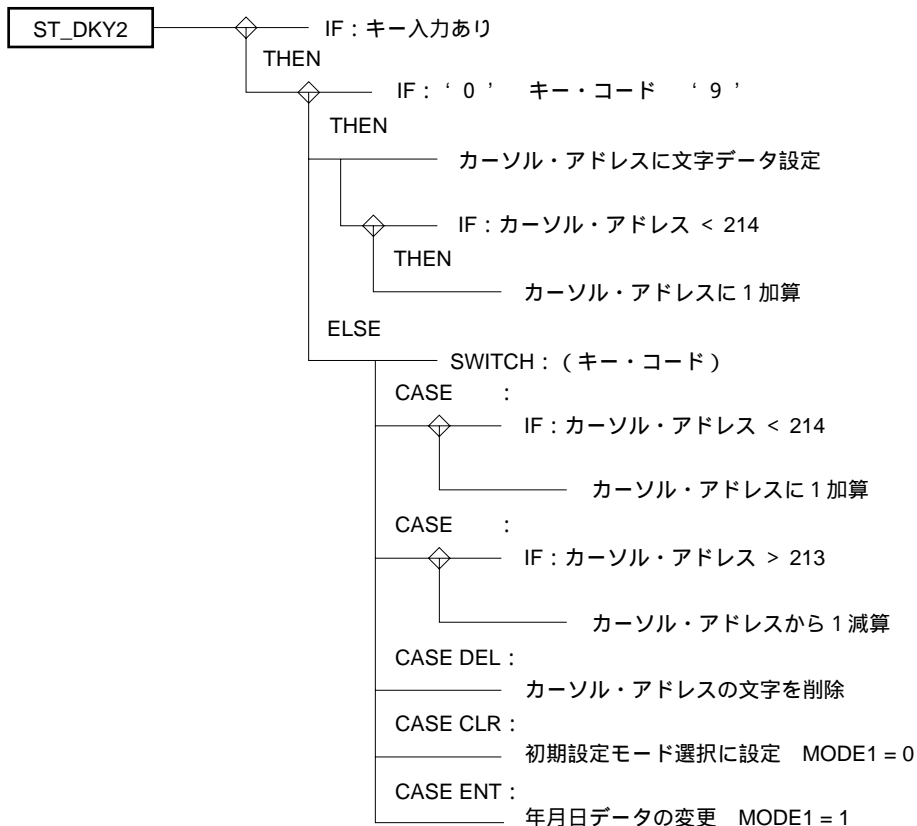 ST_DKY2
IF：キー入力あり
THEN
IF：‘０’　キー・コード　‘９’
THEN
カーソル・アドレスに文字データ設定
IF：カーソル・アドレス < 214
THEN
カーソル・アドレスに１加算
ELSE
SWITCH：（キー・コード）
CASE　　：
IF：カーソル・アドレス < 214
カーソル・アドレスに１加算
CASE　　：
IF：カーソル・アドレス > 213
カーソル・アドレスから１減算
CASE DEL：
カーソル・アドレスの文字を削除
CASE CLR：
初期設定モード選択に設定　MODE1 = 0
CASE ENT：
年月日データの変更　MODE1 = 1